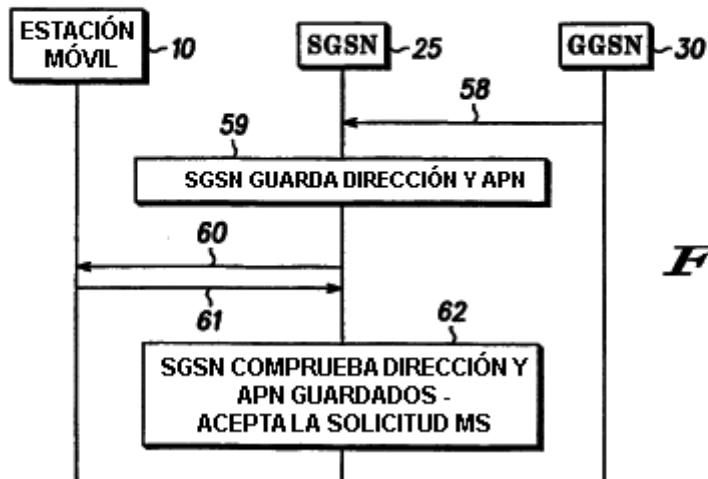 ESTACIÓN
MÓVIL
10
SGSN
25
GGSN
30
58
59
SGSN GUARDA DIRECCIÓN Y APN
60
61
F
62
SGSN COMPRUEBA DIRECCIÓN Y
APN GUARDADOS -
ACEPTA LA SOLICITUD MS